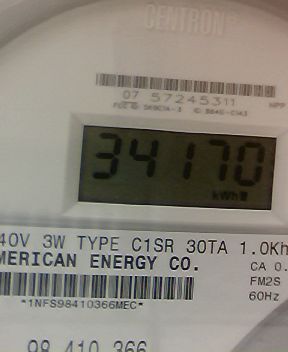 CENTRON®
07 57245311
34170
kWh
40V 3W TYPE C1SR 30TA 1.0Kh
MERICAN ENERGY CO.
CA 0.
FM2S
*1NFS98410366MEC*
60Hz
98 410 366